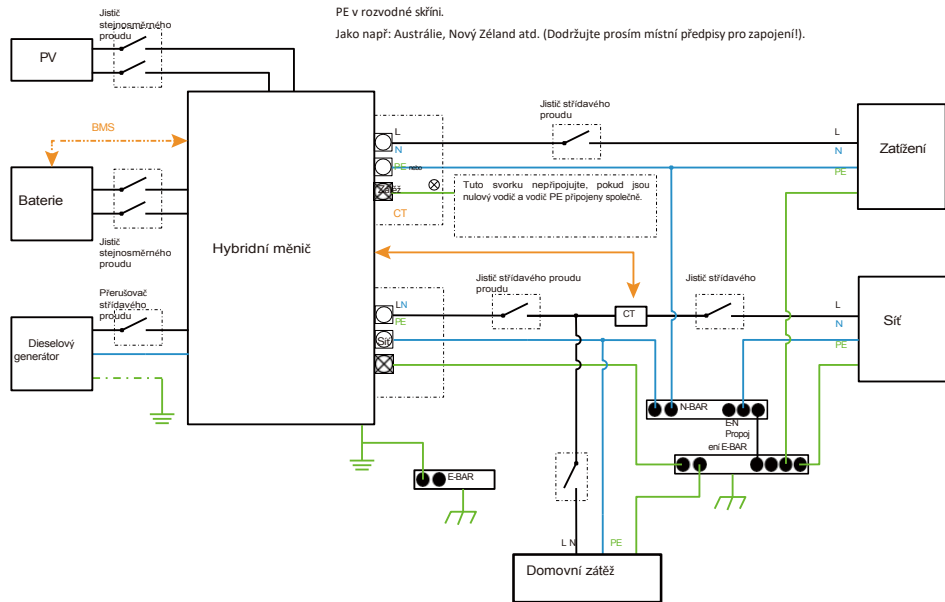 PE v rozvodné skříni.
Jako např: Austrálie, Nový Zéland atd. (Dodržujte prosím místní předpisy pro zapojení!).
Jistič
stejnosměrného
proudu
PV
BMS
Baterie
Jistič
stejnosměrného
proudu
Přerušovač
střídavého
proudu
Dieselový
generátor
Hybridní měnič
L
N
PE nebo
Zátěž
CT
Jistič střídavého
proudu
Tuto svorku nepřipojujte, pokud jsou
nulový vodič a vodič PE připojeny společně.
L
N
PE
Zatížení
LN
PE
Síť
Jistič střídavého proudu
proudu
CT
Jistič střídavého
L
N
PE
Síť
N-BAR
E-N
Propoj
ení E-BAR
E-BAR
L N
PE
Domovní zátěž